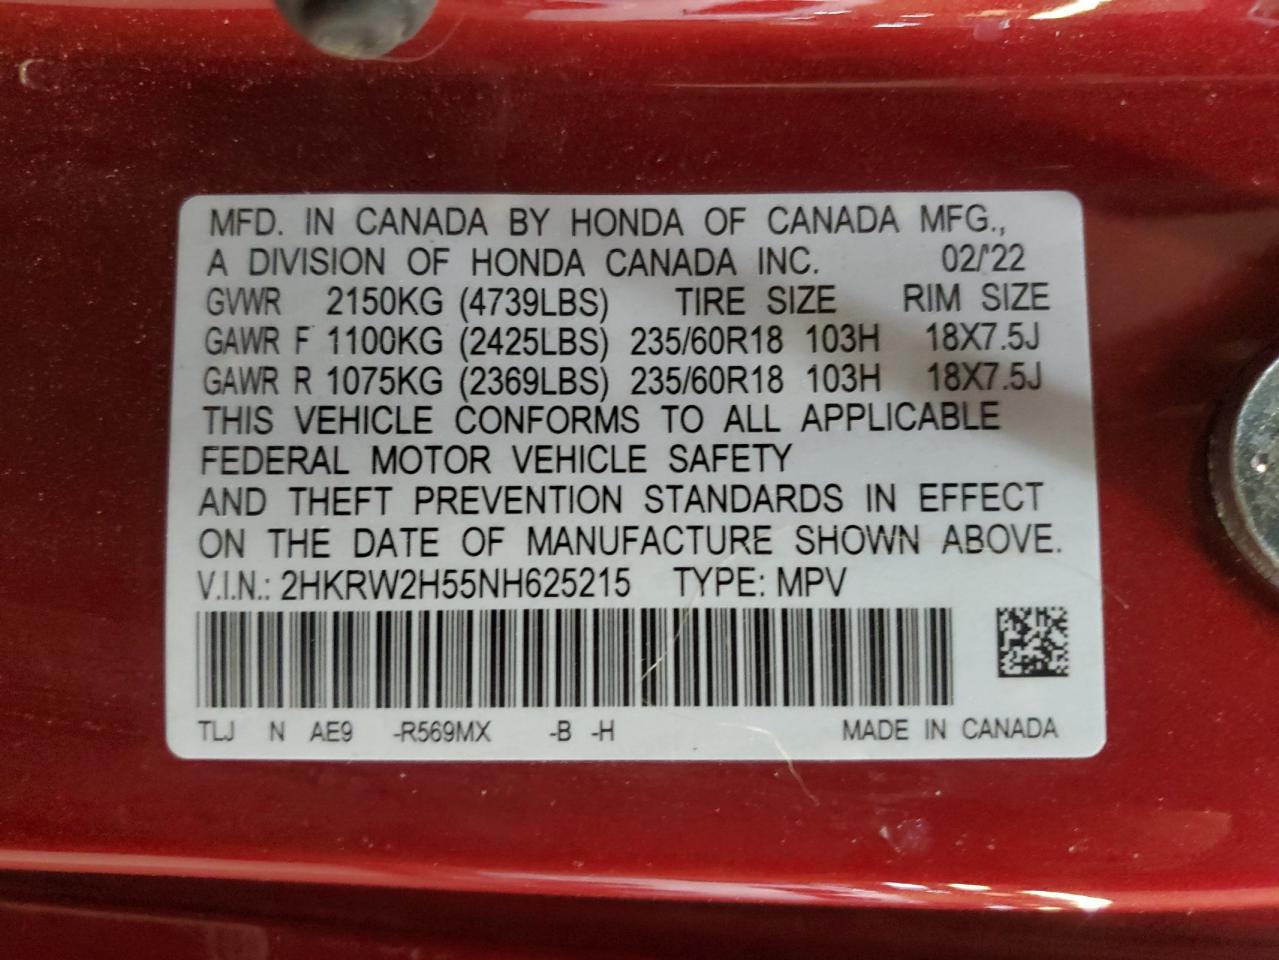 MFD. IN CANADA BY HONDA OF CANADA MFG.,
A DIVISION OF HONDA CANADA INC. 02/'22
GVWR 2150KG (4739LBS) TIRE SIZE RIM SIZE
GAWR F 1100KG (2425LBS) 235/60R18 103H 18X7.5J
GAWR R 1075KG (2369LBS) 235/60R18 103H 18X7.5J
THIS VEHICLE CONFORMS TO ALL APPLICABLE
FEDERAL MOTOR VEHICLE SAFETY
AND THEFT PREVENTION STANDARDS IN EFFECT
ON THE DATE OF MANUFACTURE SHOWN ABOVE.
V.I.N.: 2HKRW2H55NH625215 TYPE: MPV
TLJ N AE9 -R569MX -B -H MADE IN CANADA